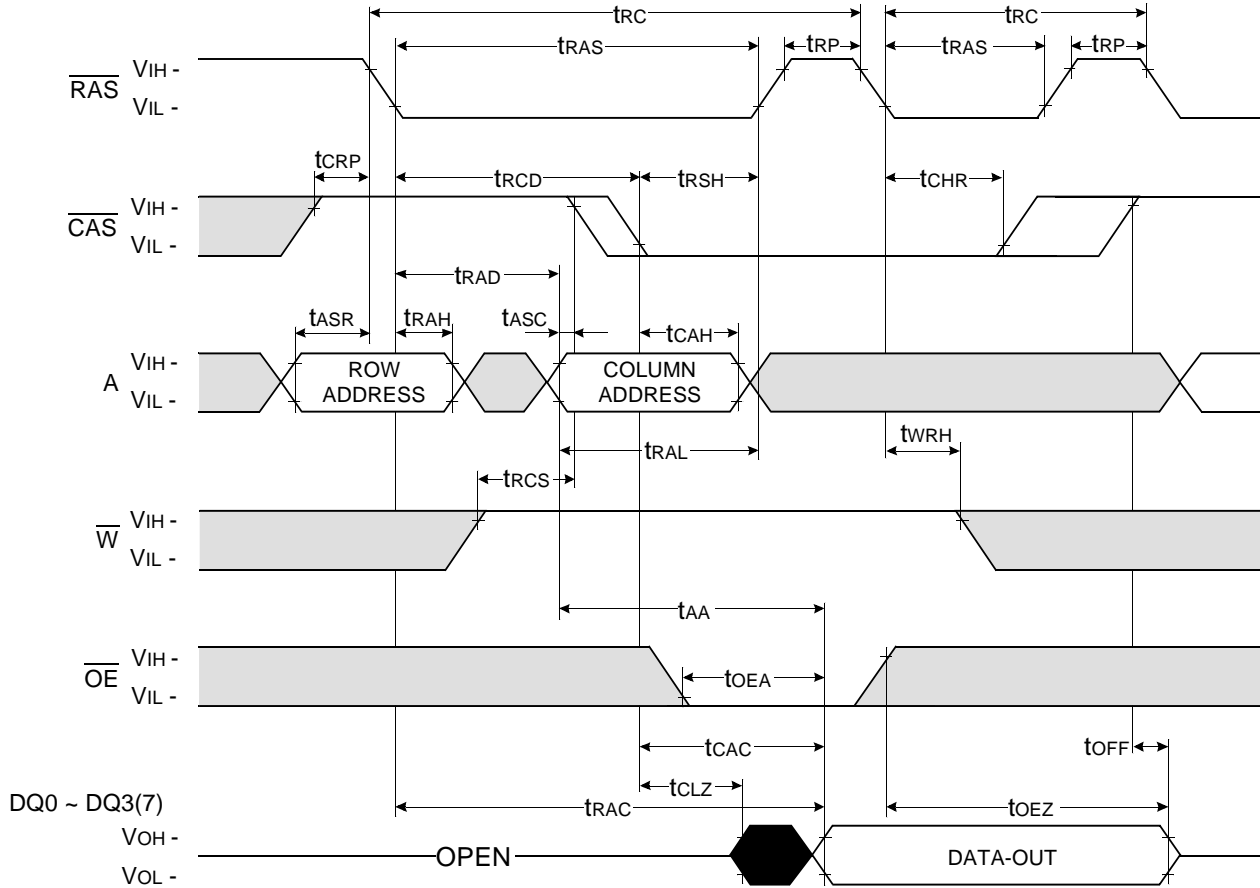 tRC tRC
tRAS tRP tRAS tRP
RAS VIH -
VIL -
tCRP tRCD tRSH tCHR
CAS VIH -
VIL -
tRAD
tASR tRAH tASC tCAH
A VIH -
VIL -
ROW
ADDRESS
COLUMN
ADDRESS
tWRH
tRAL
tRCS
W VIH -
VIL -
tAA
OE VIH -
VIL -
tOEA
tCAC tOFF
tCLZ
DQ0 ~ DQ3(7) tRAC tOEZ
VOH -
VOL -
OPEN DATA-OUT